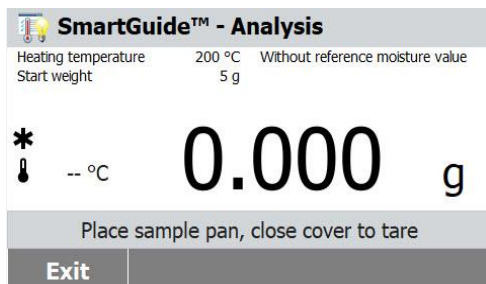 SmartGuide™ - Analysis
Heating temperature 200 °C Without reference moisture value
Start weight 5 g
-- °C 0.000 g
Place sample pan, close cover to tare
Exit